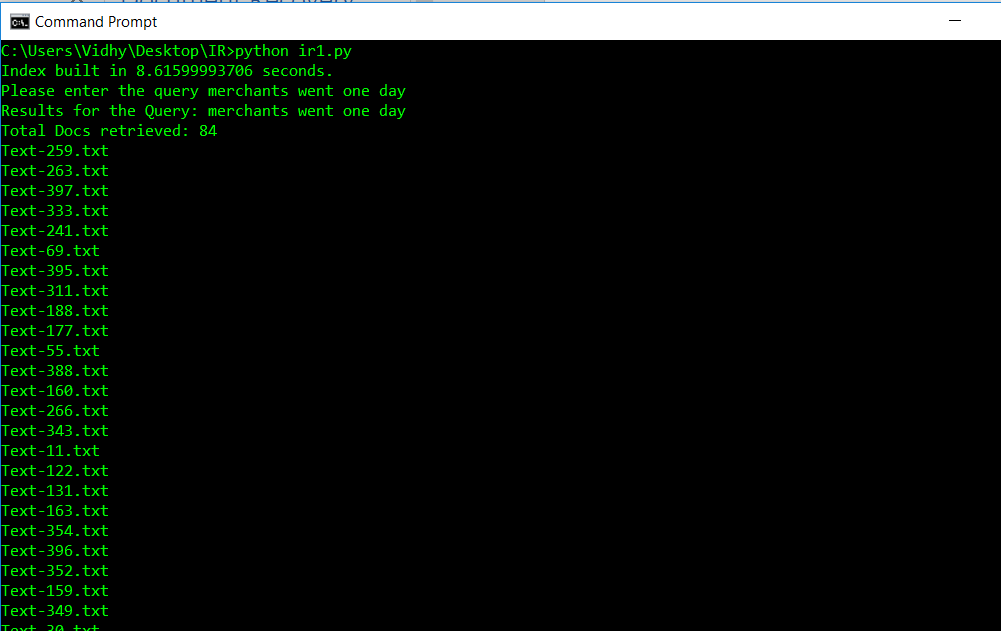 Document Recovery
Command Prompt
C:\Users\Vidhy\Desktop\IR>python ir1.py
Index built in 8.61599993706 seconds.
Please enter the query merchants went one day
Results for the Query: merchants went one day
Total Docs retrieved: 84
Text-259.txt
Text-263.txt
Text-397.txt
Text-333.txt
Text-241.txt
Text-69.txt
Text-395.txt
Text-311.txt
Text-188.txt
Text-177.txt
Text-55.txt
Text-388.txt
Text-160.txt
Text-266.txt
Text-343.txt
Text-11.txt
Text-122.txt
Text-131.txt
Text-163.txt
Text-354.txt
Text-396.txt
Text-352.txt
Text-159.txt
Text-349.txt
Text-30.txt